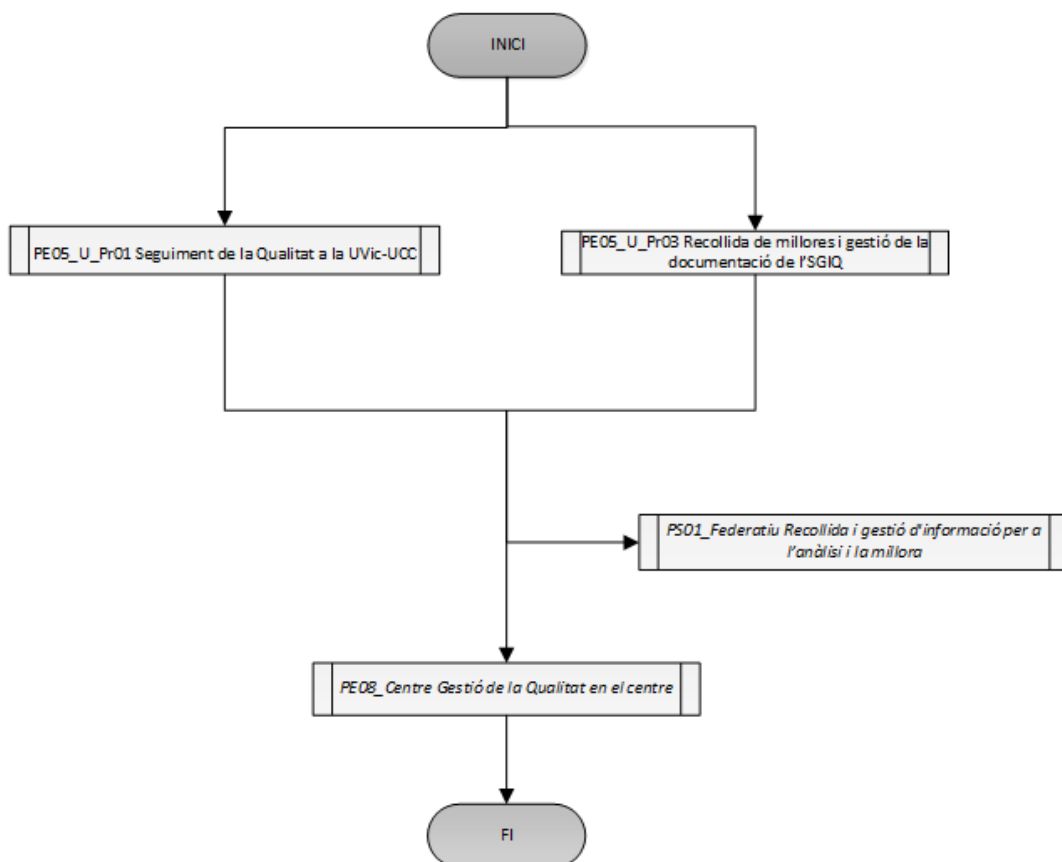 INICI
PE05_U_Pr01 Seguiment de la Qualitat a la UVic-UCC
PE05_U_Pr03 Recollida de millores i gestió de la
documentació de l'SGIQ
PS01_Federatiu Recollida i gestió d'informació per a
l'anàlisi i la millora
PE08_Centre Gestió de la Qualitat en el centre
FI